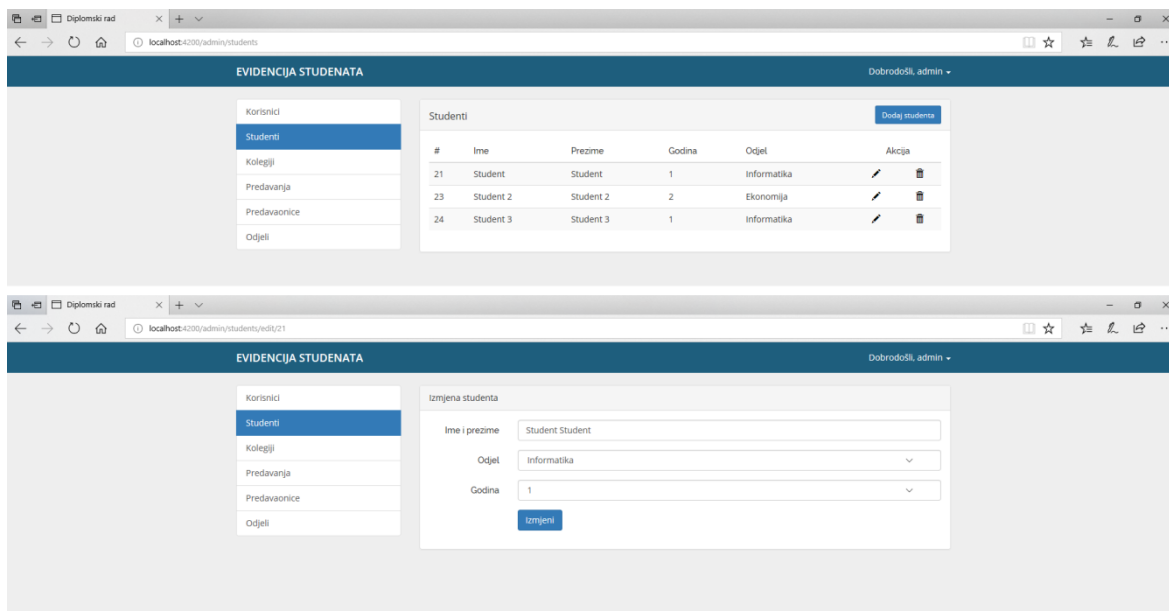 Diplomski rad
localhost:4200/admin/students
EVIDENCIJA STUDENATA Dobrodošli, admin
Korisnici
Studenti
Kolegiji
Predavanja
Predavaonice
Odjeli
Studenti Dodaj studenta
# Ime Prezime Godina Odjel Akcija
21 Student Student 1 Informatika
23 Student 2 Student 2 2 Ekonomija
24 Student 3 Student 3 1 Informatika
Diplomski rad
localhost:4200/admin/students/edit/21
EVIDENCIJA STUDENATA Dobrodošli, admin
Korisnici
Studenti
Kolegiji
Predavanja
Predavaonice
Odjeli
Izmjena studenta
Ime i prezime Student Student
Odjel Informatika
Godina 1
Izmjeni